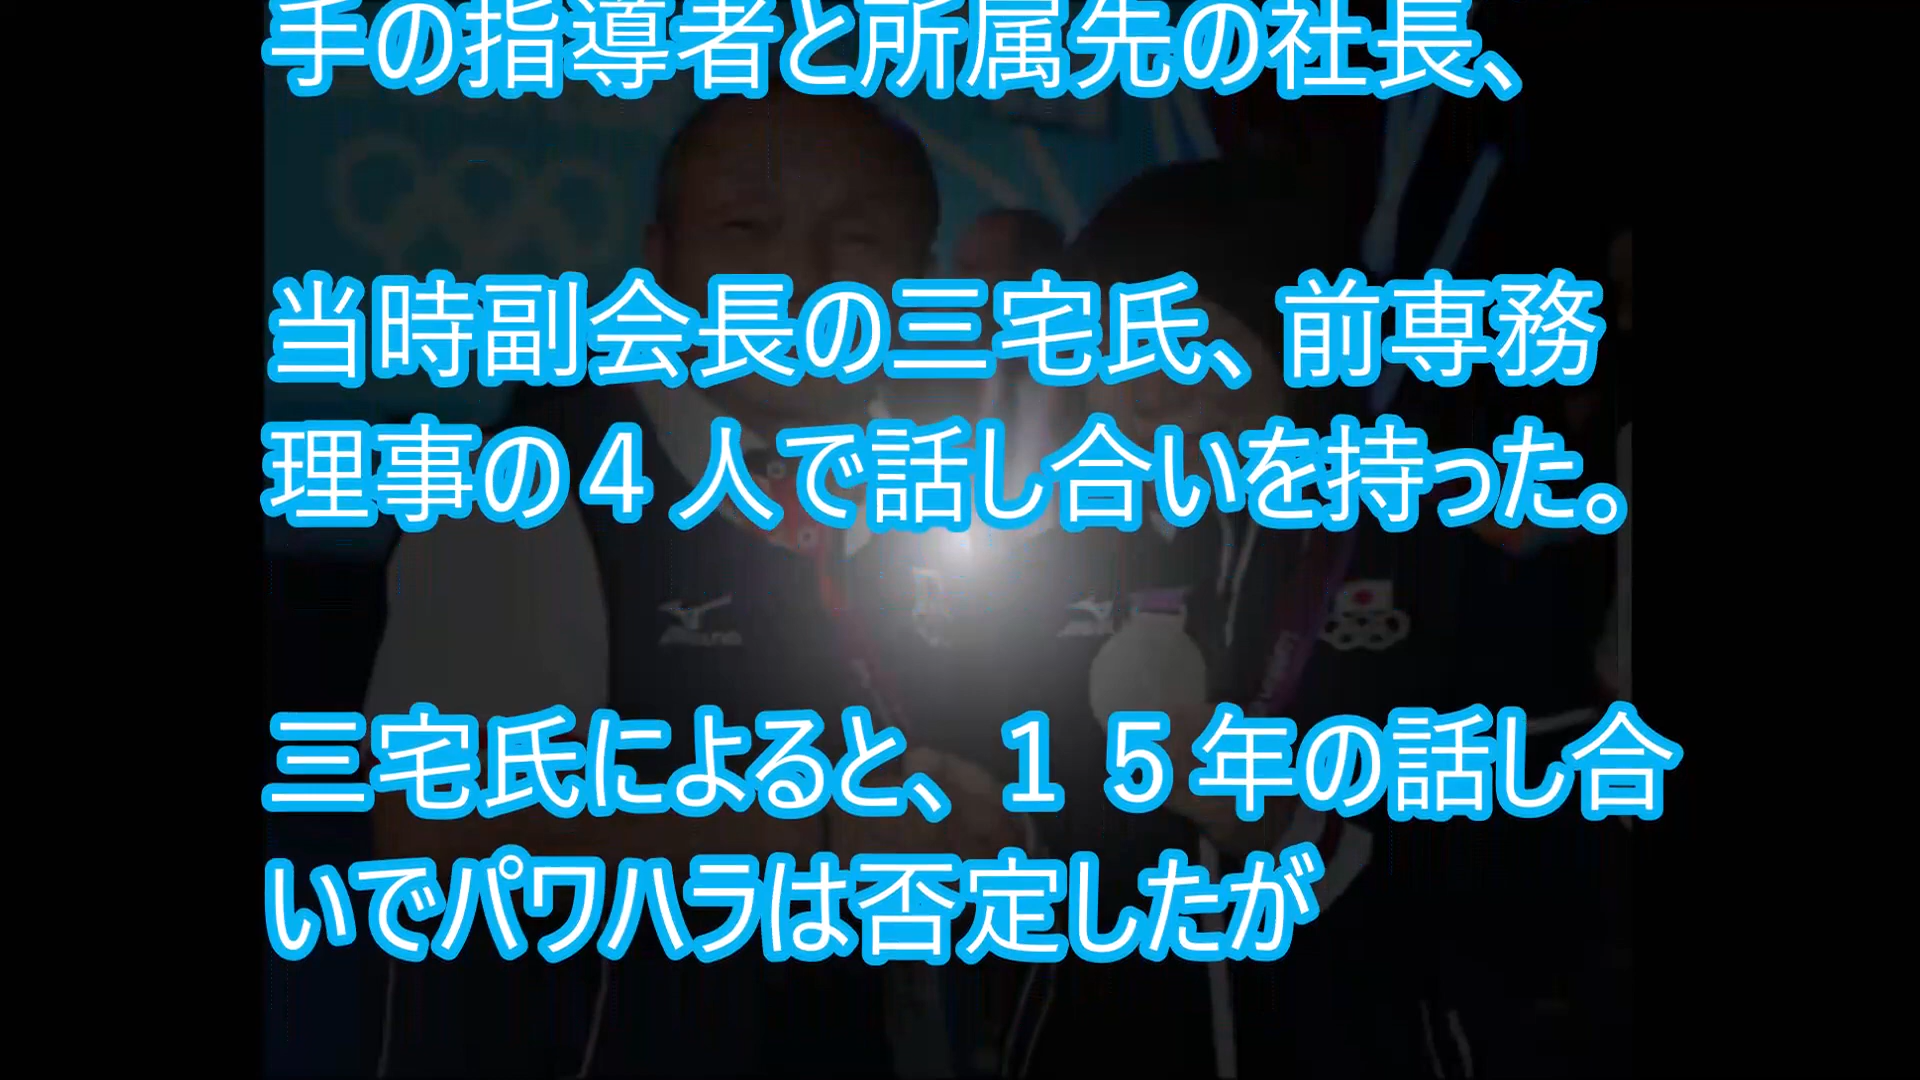 手の指導者と所属先の社長、
当時副会長の三宅氏、前専務
理事の４人で話し合いを持った。
三宅氏によると、１５年の話し合
いでパワハラは否定したが